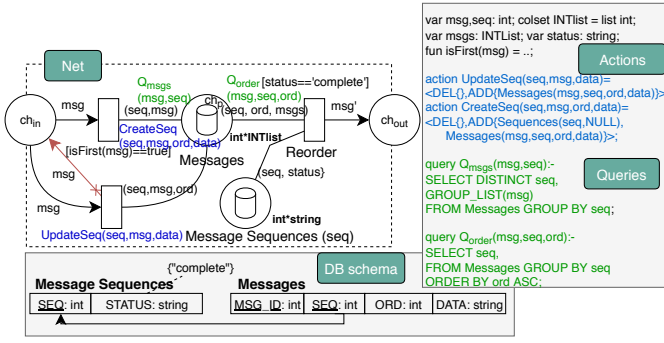 Net
Q_msgs
(msg,seq)
Q_order [status=='complete']
(msg,seq,ord)
msg
(seq,msg)
ch_p
(seq, ord, mgs)
msg'
ch_in
ch_out
CreateSeq
(seq,msg,ord,data)
int*INTlist
Messages
Reorder
[isFirst(msg)==true]
msg
msg
(seq,msg,ord)
(seq, status}
UpdateSeq(seq,msg,data)
int*string
Message Sequences (seq)
var msg,seq: int; colset INTlist = list int;
var msgs: INTList; var status: string;
fun isFirst(msg) = ..;
Actions
action UpdateSeq(seq,msg,data)=
<DEL{},ADD{Messages(msg,seq,ord,data)}>
action CreateSeq(seq,msg,ord,data)=
<DEL{},ADD{Sequences(seq,NULL),
Messages(msg,seq,ord,data)}>;
query Q_msgs(msg,seq):-
Queries
SELECT DISTINCT seq,
GROUP_LIST(msg)
FROM Messages GROUP BY seq;
query Q_order(msg,seq,ord):-
SELECT seq,
FROM Messages GROUP BY seq
ORDER BY ord ASC;
DB schema
{"complete"}
Message Sequences
Messages
SEQ: int STATUS: string
MSG_ID: int SEQ: int ORD: int DATA: string